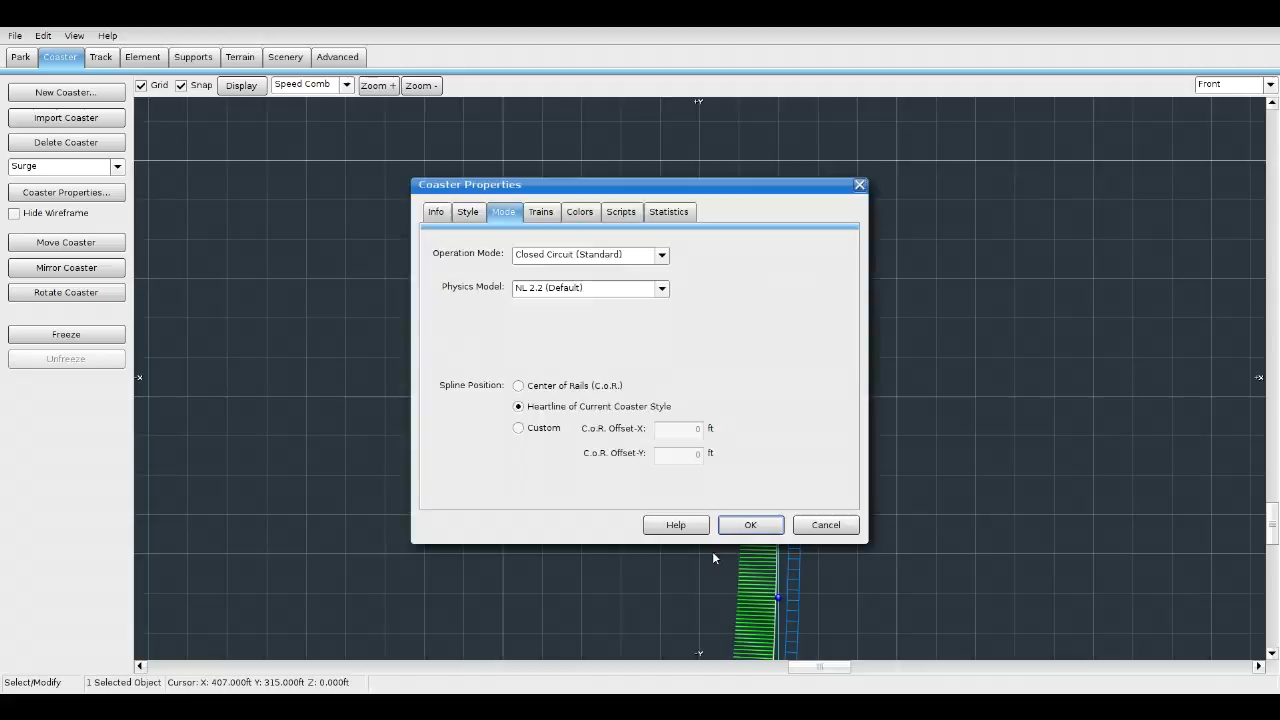 File Edit View Help
Park Coaster Track Element Supports Terrain Scenery Advanced
New Coaster...
Import Coaster
Delete Coaster
Surge
Coaster Properties...
Hide Wireframe
Move Coaster
Mirror Coaster
Rotate Coaster
Freeze
Unfreeze
Grid Snap Display Speed Comb Zoom + Zoom - Front
+Y
-X
+X
-Y
Coaster Properties
Info Style Mode Trains Colors Scripts Statistics
Operation Mode: Closed Circuit (Standard)
Physics Model: NL 2.2 (Default)
Spline Position: Center of Rails (C.o.R.)
Heartline of Current Coaster Style
Custom C.o.R. Offset-X: 0 ft
C.o.R. Offset-Y: 0 ft
Help OK Cancel
Select/Modify 1 Selected Object Cursor: X: 407.000ft Y: 315.000ft Z: 0.000ft